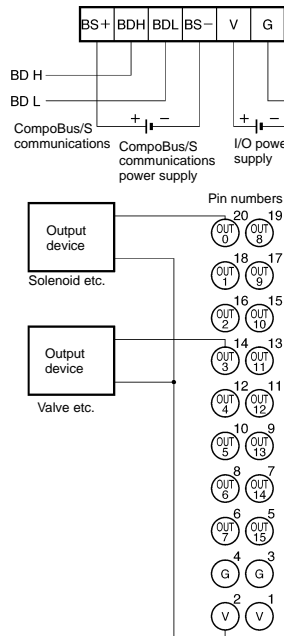 BS+ BDH BDL BS− V G
BD H
BD L
+ − + −
CompoBus/S
communications
CompoBus/S
communications
power supply
I/O powe
supply
Pin numbers
20 19
OUT 0 OUT 8
Output
device
Solenoid etc.
18 17
OUT 1 OUT 9
16 15
OUT 2 OUT 10
14 13
OUT 3 OUT 11
Output
device
Valve etc.
12 11
OUT 4 OUT 12
10 9
OUT 5 OUT 13
8 7
OUT 6 OUT 14
6 5
OUT 7 OUT 15
4 3
G G
2 1
V V